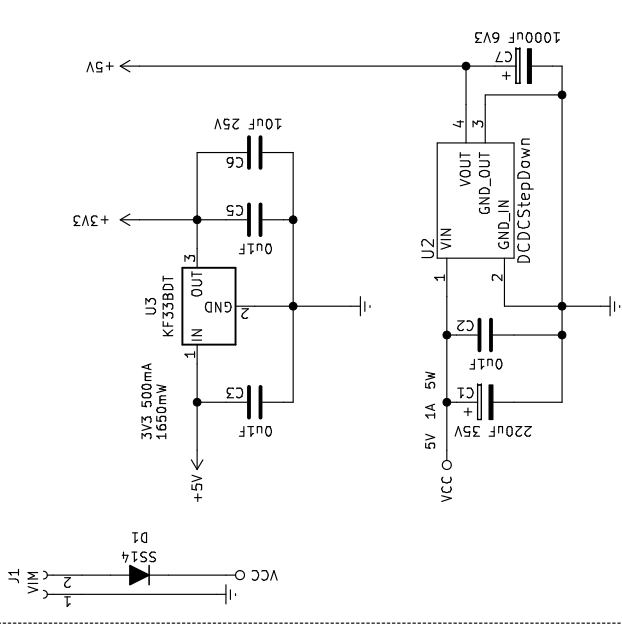 1000uF 6V3
C7
+
+5V
4
3
10uF 25V
C6
VOUT
GND_OUT
GND_IN
VIN
DCDCStepDown
U2
+3V3
C5
0u1F
3
OUT
GND
IN
2
1
U3
KF33BDT
1
2
C2
0u1F
3V3 500mA
1650mW
C3
0u1F
5V 1A 5W
C1
+
220uF 35V
+5V
VCC
D1
SS14
J1
VIM
2
1
VCC